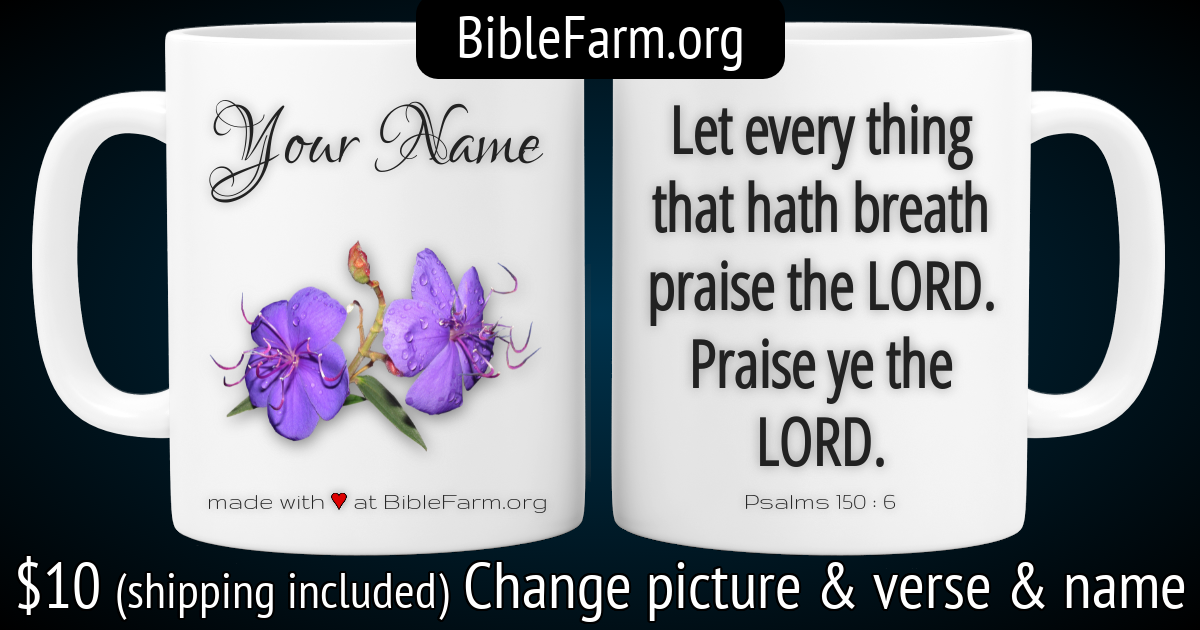 BibleFarm.org
Your Name
made with ♥ at BibleFarm.org
Let every thing
that hath breath
praise the LORD.
Praise ye the
LORD.
Psalms 150 : 6
$10 (shipping included) Change picture & verse & name